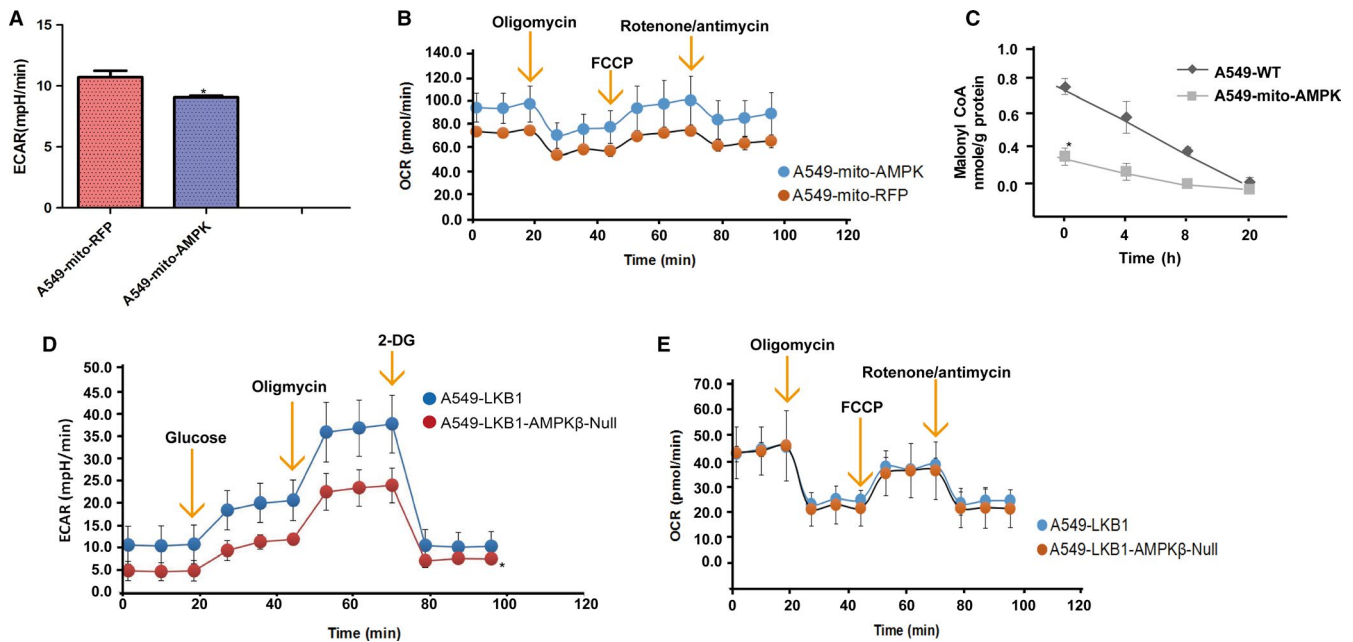 A
ECAR(mpH/min)
15
10
5
0
*
A549-mito-RFP
A549-mito-AMPK
B
Oligomycin
FCCP
Rotenone/antimycin
OCR (pmol/min)
140.0
120.0
100.0
80.0
60.0
40.0
20.0
0.0
A549-mito-AMPK
A549-mito-RFP
0 20 40 60 80 100 120
Time (min)
C
Malonyl CoA
nmole/g protein
1.0
0.8
0.6
0.4
0.0
*
A549-WT
A549-mito-AMPK
0 4 8 20
Time (h)
D
Glucose
Oligmycin
2-DG
ECAR (mpH/min)
50.0
45.0
40.0
35.0
30.0
25.0
20.0
15.0
10.0
5.0
0.0
A549-LKB1
A549-LKB1-AMPKβ-Null
*
0 20 40 60 80 100 120
Time (min)
E
Oligomycin
FCCP
Rotenone/antimycin
OCR (pmol/min)
70.0
60.0
50.0
40.0
30.0
20.0
10.0
0.0
A549-LKB1
A549-LKB1-AMPKβ-Null
0 20 40 60 80 100 120
Time (min)